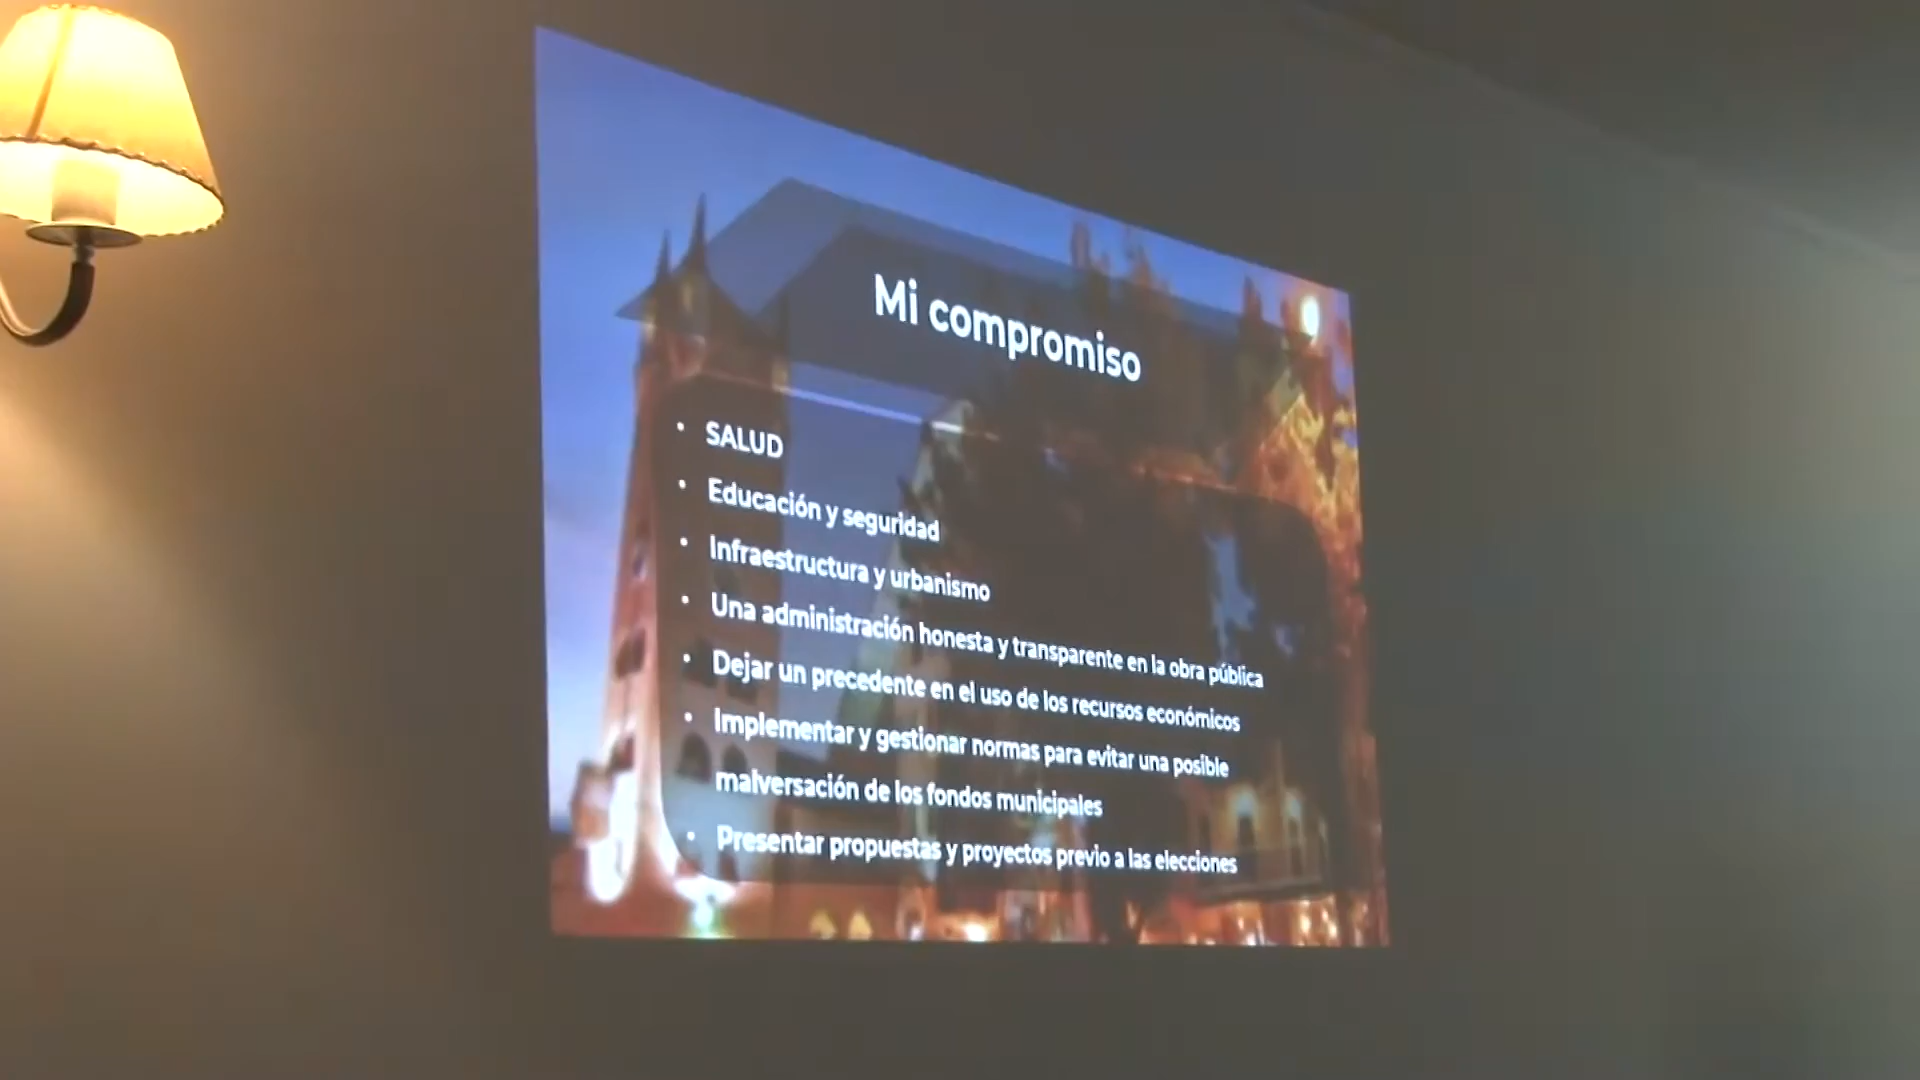 Mi compromiso
• SALUD
• Educación y seguridad
• Infraestructura y urbanismo
• Una administración honesta y transparente en la obra pública
• Dejar un precedente en el uso de los recursos económicos
• Implementar y gestionar normas para evitar una posible
malversación de los fondos municipales
• Presentar propuestas y proyectos previo a las elecciones